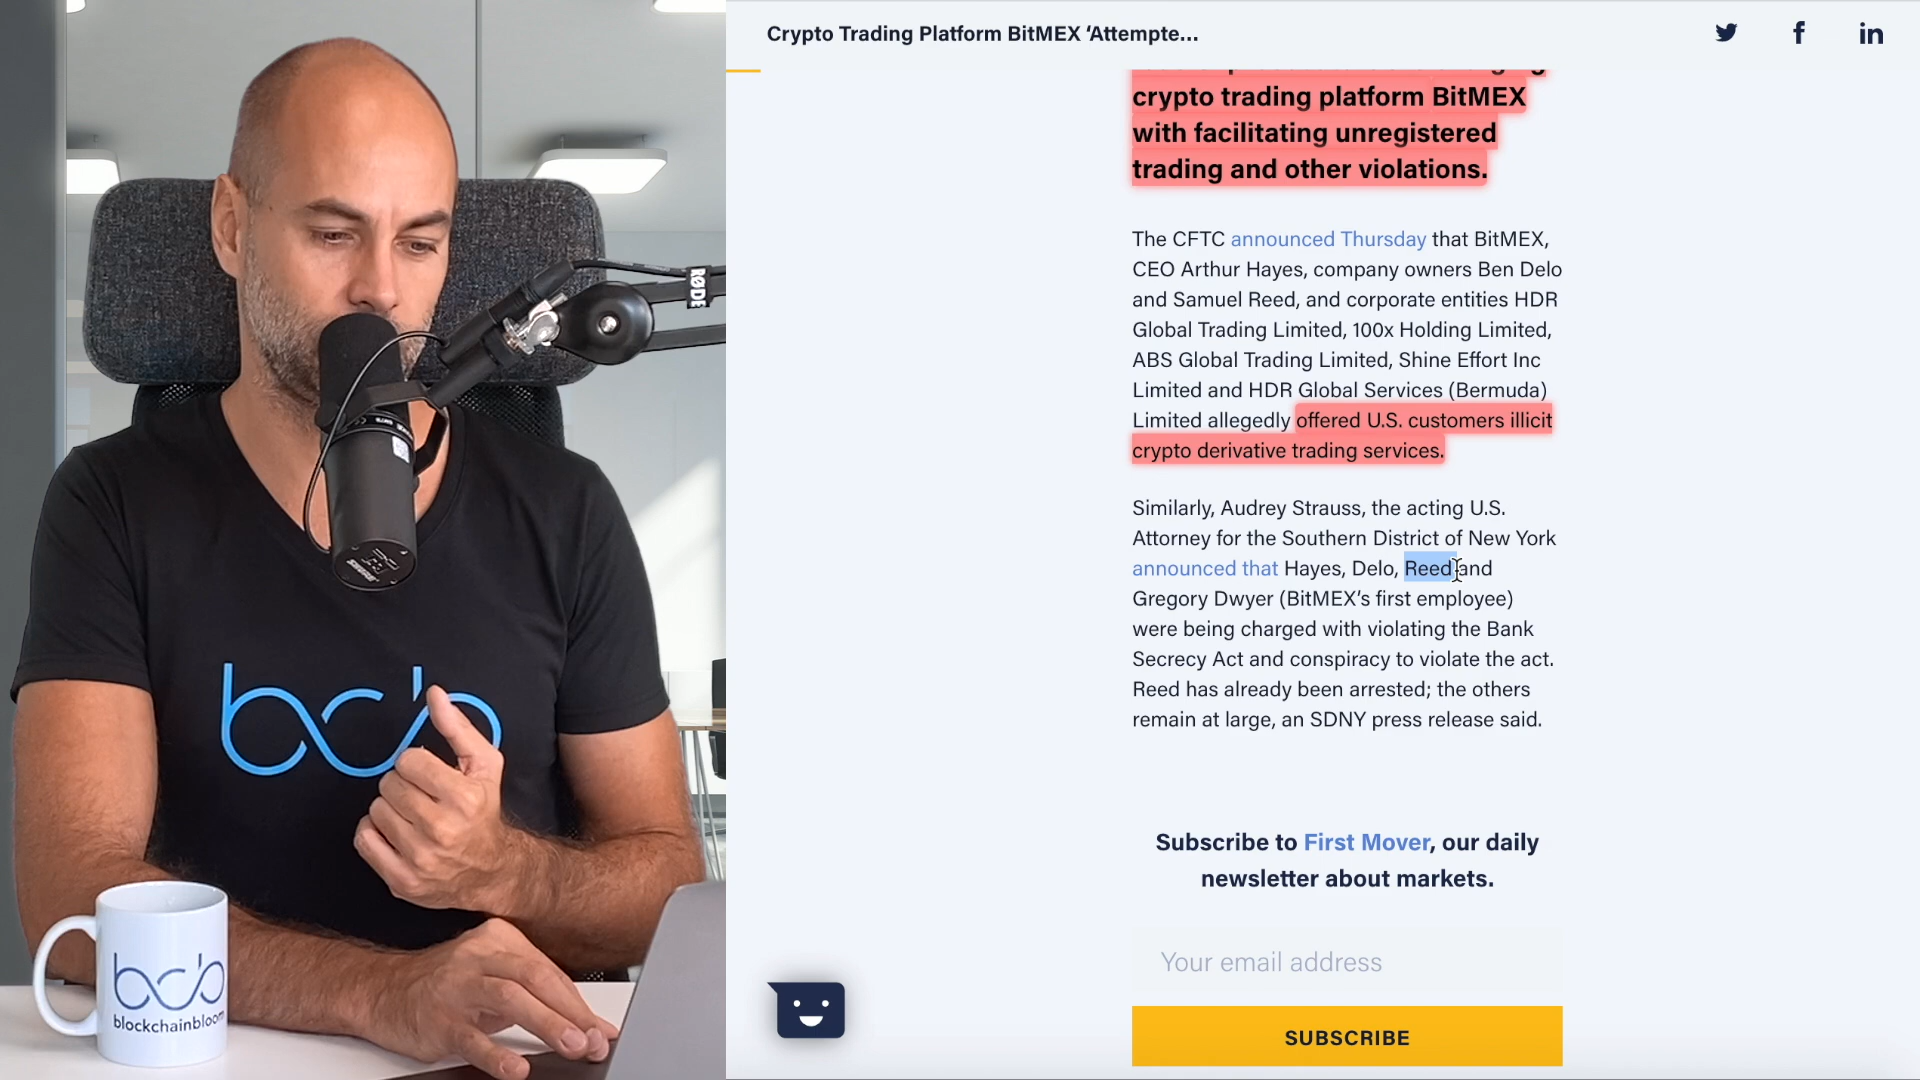 Crypto Trading Platform BitMEX ‘Attempte...
crypto trading platform BitMEX
with facilitating unregistered
trading and other violations.
The CFTC announced Thursday that BitMEX,
CEO Arthur Hayes, company owners Ben Delo
and Samuel Reed, and corporate entities HDR
Global Trading Limited, 100x Holding Limited,
ABS Global Trading Limited, Shine Effort Inc
Limited and HDR Global Services (Bermuda)
Limited allegedly offered U.S. customers illicit
crypto derivative trading services.
Similarly, Audrey Strauss, the acting U.S.
Attorney for the Southern District of New York
announced that Hayes, Delo, Reed and
Gregory Dwyer (BitMEX’s first employee)
were being charged with violating the Bank
Secrecy Act and conspiracy to violate the act.
Reed has already been arrested; the others
remain at large, an SDNY press release said.
Subscribe to First Mover, our daily
newsletter about markets.
Your email address
SUBSCRIBE
RØDE
SHURE
bcb
bcb
blockchainbloom